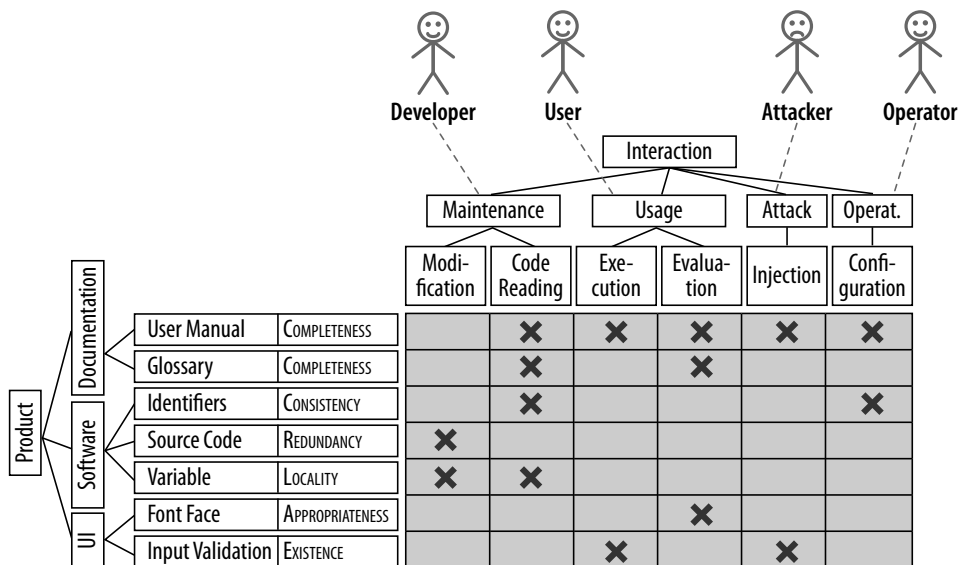 Developer User Attacker Operator
Interaction
Maintenance Usage Attack Operat.
Modi- Code Exe- Evalua- Injection Confi-
fication Reading cution tion guration
Product
Documentation
User Manual COMPLETENESS
Glossary COMPLETENESS
Software
Identifiers CONSISTENCY
Source Code REDUNDANCY
Variable LOCALITY
UI
Font Face APPROPRIATENESS
Input Validation EXISTENCE